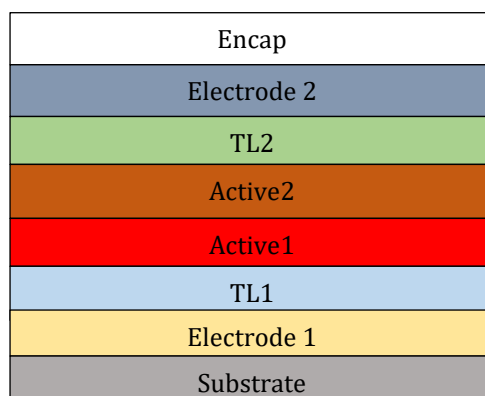 Encap
Electrode 2
TL2
Active2
Active1
TL1
Electrode 1
Substrate